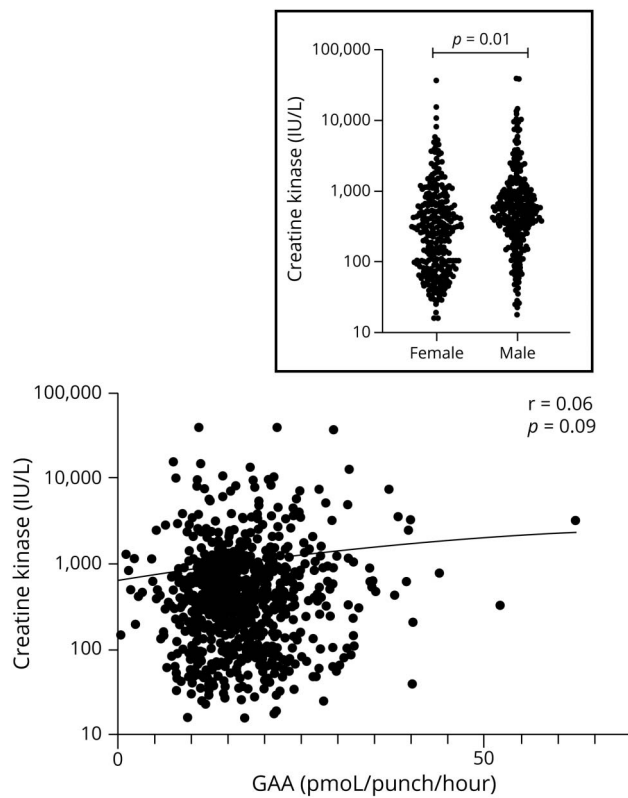 p = 0.01
100,000
10,000
1,000
100
10
Creatine kinase (IU/L)
Female Male
r = 0.06
p = 0.09
100,000
10,000
1,000
100
10
Creatine kinase (IU/L)
0 50
GAA (pmoL/punch/hour)